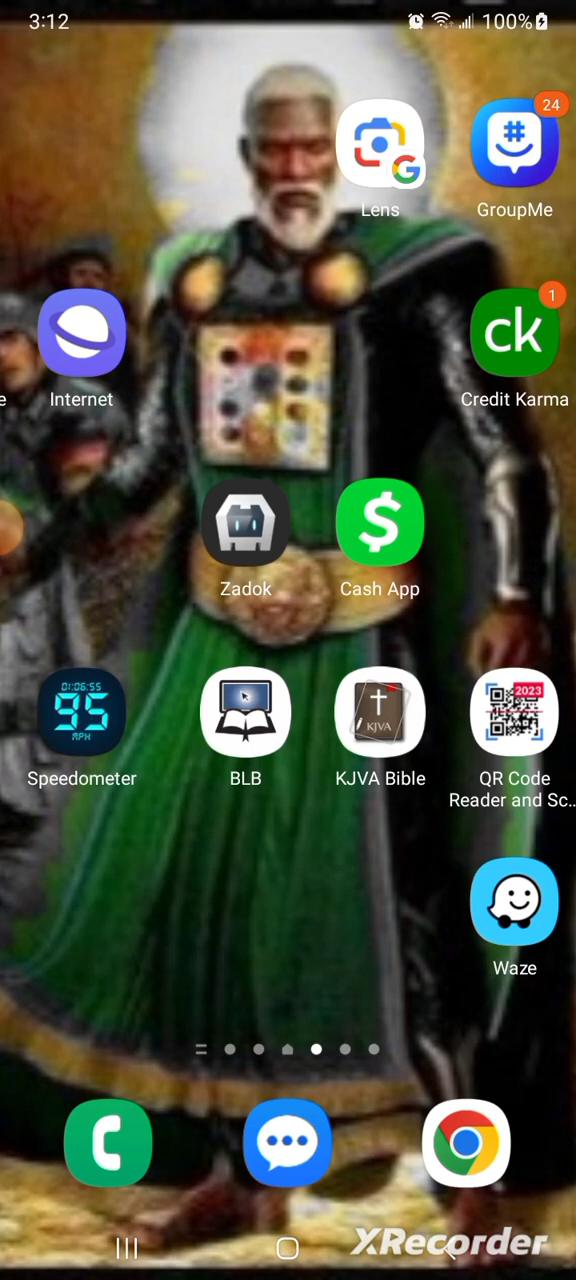 3:12
100%
24
Lens
GroupMe
1
ck
e
Internet
Credit Karma
$
Zadok
Cash App
01:06:55
95
MPH
KJVA
2023
Speedometer
BLB
KJVA Bible
QR Code
Reader and Sc...
Waze
XRecorder